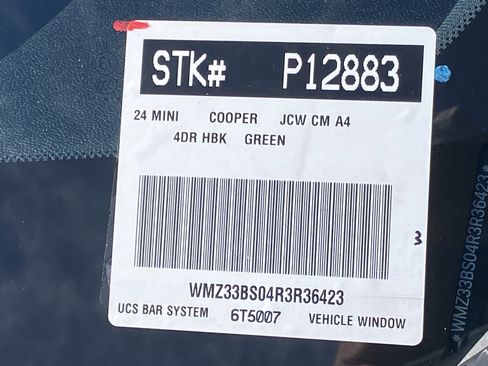 STK# P12883
24 MINI COOPER JCW CM A4
4DR HBK GREEN
3
WMZ33BS04R3R36423
UCS BAR SYSTEM 6T5007 VEHICLE WINDOW
*WMZ33BS04R3R36423*